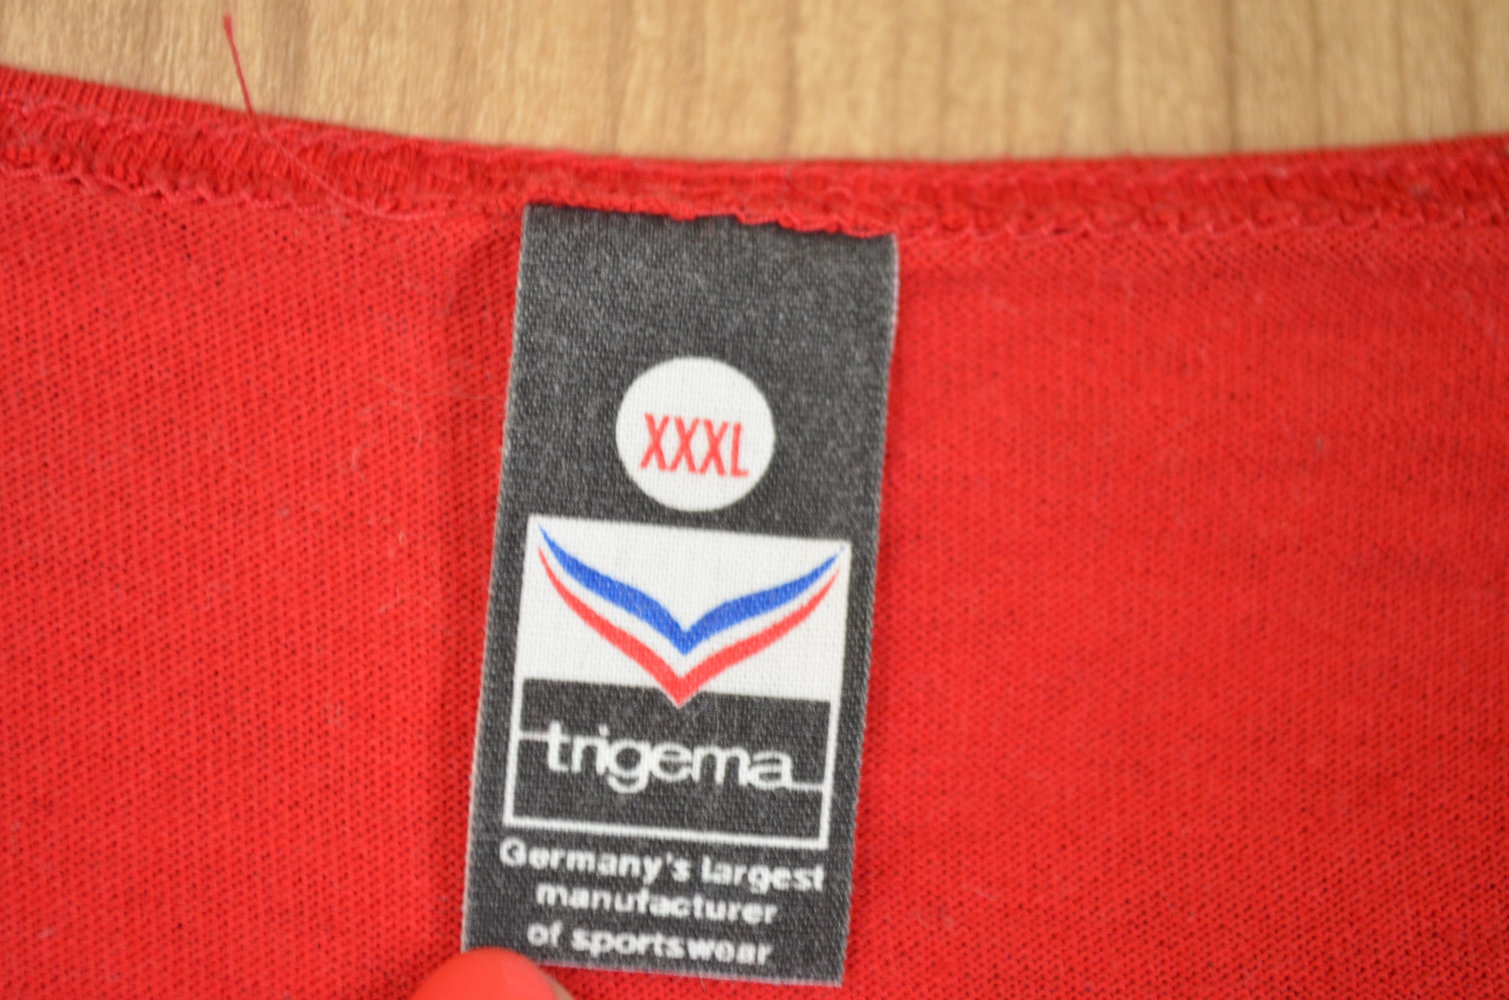 XXXL
trigema
Germany's largest
manufacturer
of sportswear